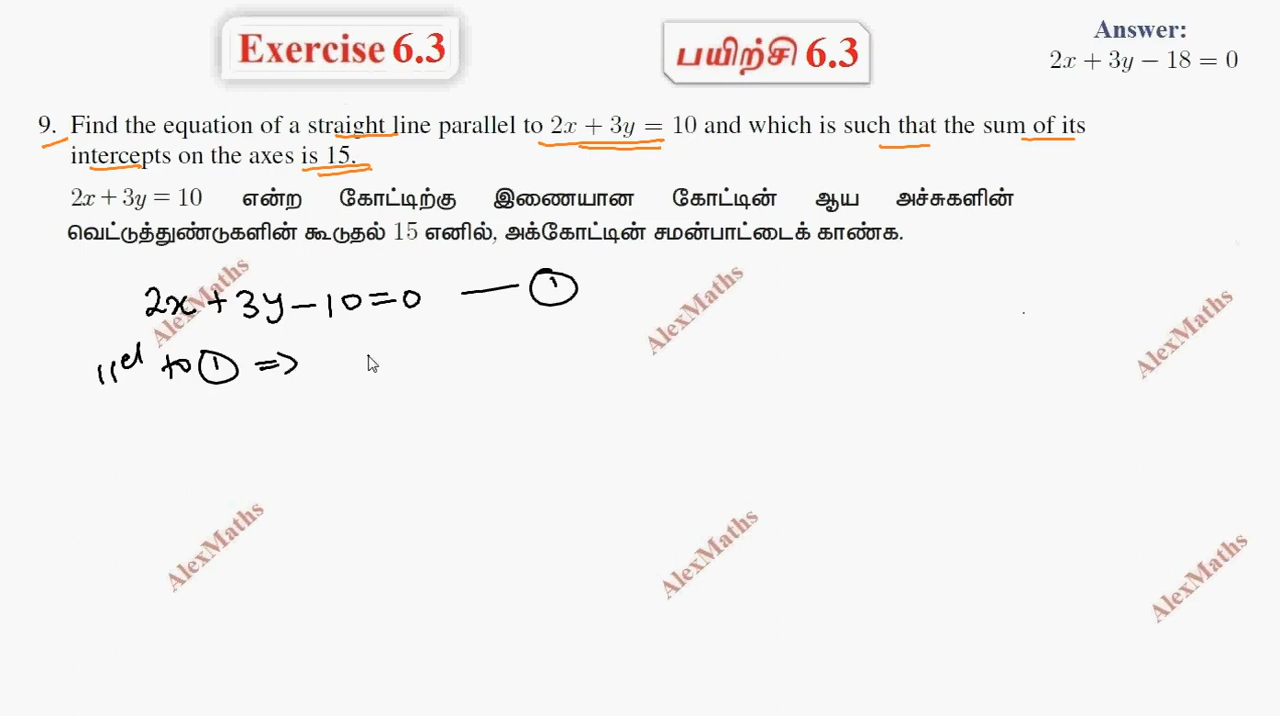 Exercise 6.3
பயிற்சி 6.3
Answer:
2x + 3y − 18 = 0
9. Find the equation of a straight line parallel to 2x + 3y = 10 and which is such that the sum of its
intercepts on the axes is 15.
2x + 3y = 10 என்ற கோட்டிற்கு இணையான கோட்டின் ஆய அச்சுகளின்
வெட்டுத்துண்டுகளின் கூடுதல் 15 எனில், அக்கோட்டின் சமன்பாட்டைக் காண்க.
2x + 3y − 10 = 0 — ①
11el to ① ⇒
AlexMaths
AlexMaths
AlexMaths
AlexMaths
AlexMaths
AlexMaths